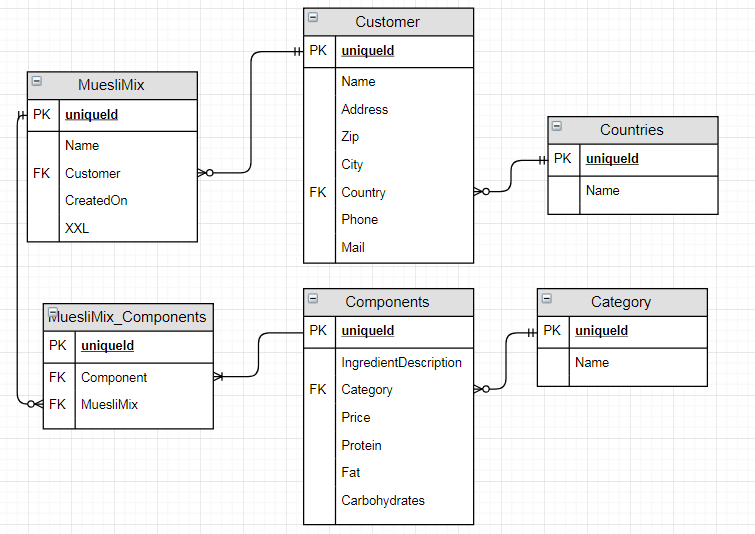 Customer
PK uniqueId
Name
Address
Zip
City
FK Country
Phone
Mail
MuesliMix
PK uniqueId
Name
FK Customer
CreatedOn
XXL
Countries
PK uniqueId
Name
MuesliMix_Components
PK uniqueId
FK Component
FK MuesliMix
Components
PK uniqueId
IngredientDescription
FK Category
Price
Protein
Fat
Carbohydrates
Category
PK uniqueId
Name